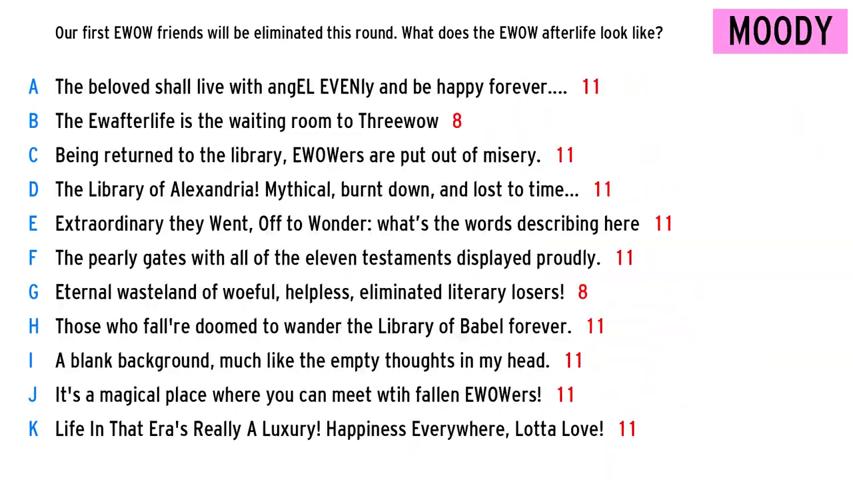 Our first EWOW friends will be eliminated this round. What does the EWOW afterlife look like?
MOODY
A The beloved shall live with angEL EVENly and be happy forever.... 11
B The Ewafterlife is the waiting room to Threewow 8
C Being returned to the library, EWOWers are put out of misery. 11
D The Library of Alexandria! Mythical, burnt down, and lost to time... 11
E Extraordinary they Went, Off to Wonder: what's the words describing here 11
F The pearly gates with all of the eleven testaments displayed proudly. 11
G Eternal wasteland of woeful, helpless, eliminated literary losers! 8
H Those who fall're doomed to wander the Library of Babel forever. 11
I A blank background, much like the empty thoughts in my head. 11
J It's a magical place where you can meet wtih fallen EWOWers! 11
K Life In That Era's Really A Luxury! Happiness Everywhere, Lotta Love! 11